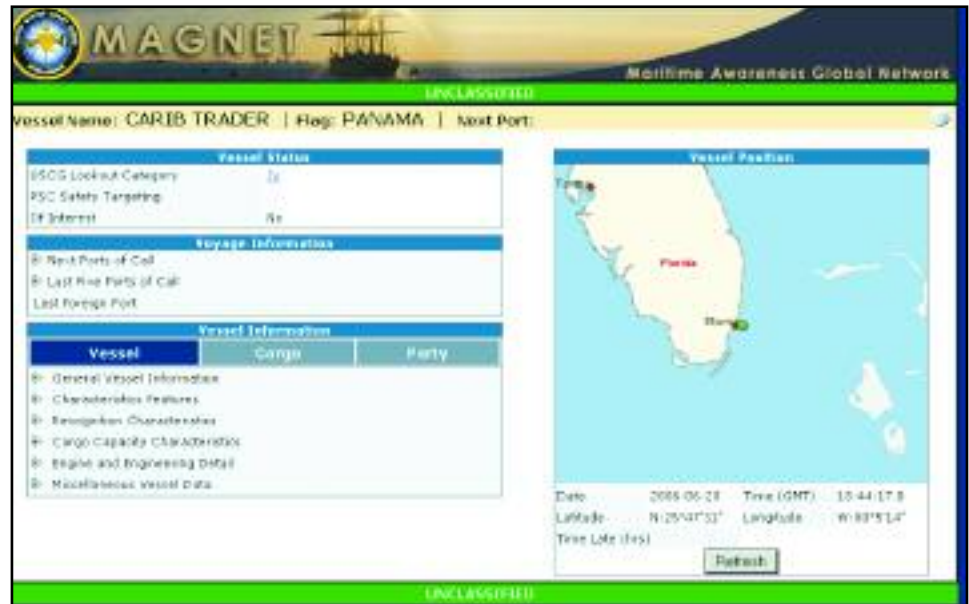 MAGNET
Maritime Awareness Global Network
UNCLASSIFIED
Vessel Name: CARIB TRADER | Flag: PANAMA | Next Port:
Vessel Status
USCG Lookout Category
PSC Safety Targeting
Of Interest No
Voyage Information
Next Ports of Call
Last Five Ports of Call
Last Foreign Port
Vessel Information
Vessel Cargo Party
General Vessel Information
Characteristics Features
Recognition Characteristics
Cargo Capacity Characteristics
Engine and Engineering Detail
Miscellaneous Vessel Data
Vessel Position
Florida
Date Time (GMT)
Latitude Longitude
Time Late (hrs)
Refresh
UNCLASSIFIED